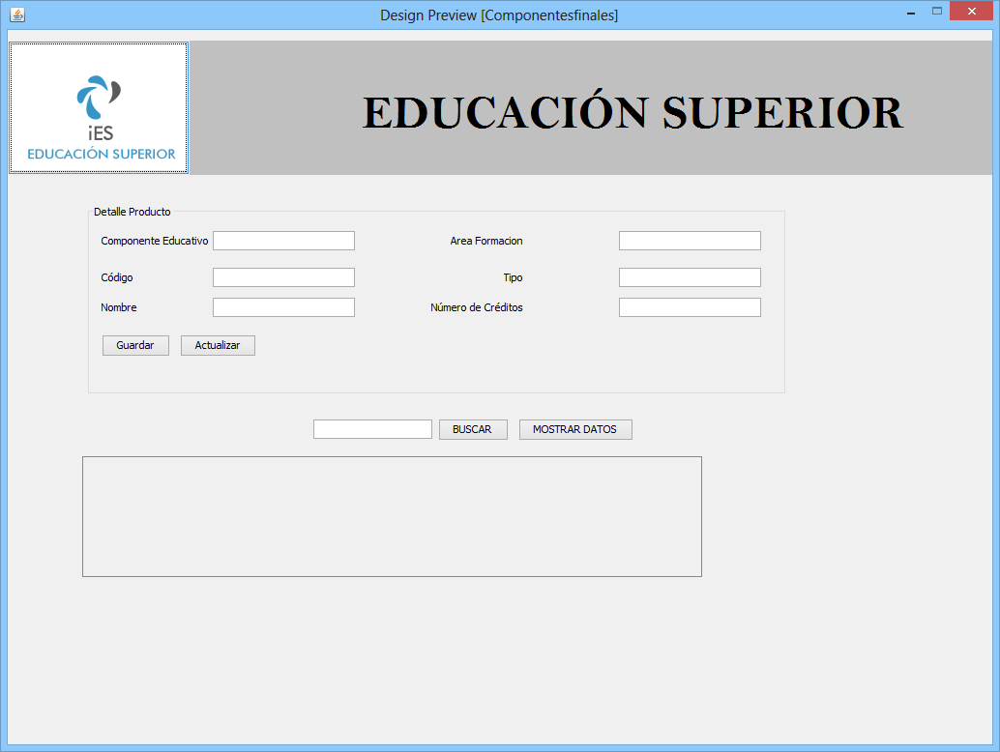 Design Preview [Componentesfinales]
EDUCACIÓN SUPERIOR
iES
EDUCACIÓN SUPERIOR
Detalle Producto
Componente Educativo Area Formacion
Código Tipo
Nombre Número de Créditos
Guardar Actualizar
BUSCAR MOSTRAR DATOS